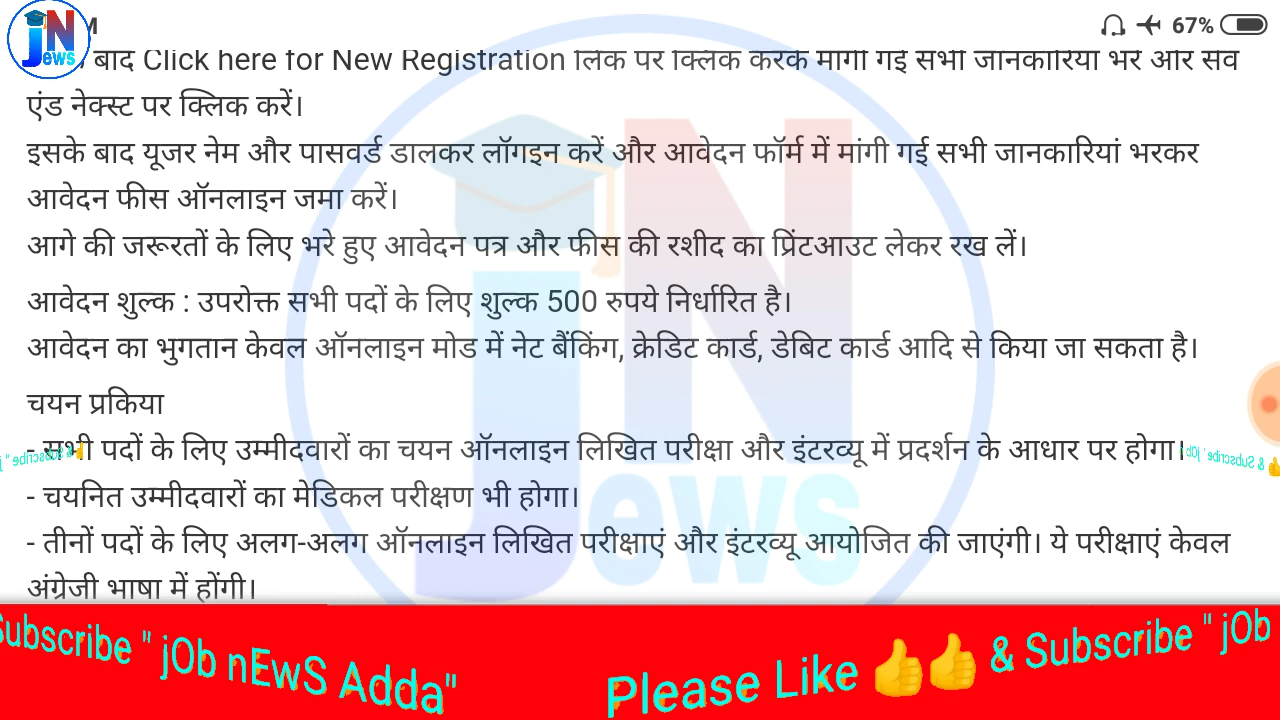 jN
ews
M
67%
बाद Click here for New Registration लिंक पर क्लिक करके मांगी गई सभी जानकारियां भरें और सेव
एंड नेक्स्ट पर क्लिक करें।
इसके बाद यूजर नेम और पासवर्ड डालकर लॉगइन करें और आवेदन फॉर्म में मांगी गई सभी जानकारियां भरकर
आवेदन फीस ऑनलाइन जमा करें।
आगे की जरूरतों के लिए भरे हुए आवेदन पत्र और फीस की रशीद का प्रिंटआउट लेकर रख लें।
आवेदन शुल्क : उपरोक्त सभी पदों के लिए शुल्क 500 रुपये निर्धारित है।
आवेदन का भुगतान केवल ऑनलाइन मोड में नेट बैंकिंग, क्रेडिट कार्ड, डेबिट कार्ड आदि से किया जा सकता है।
चयन प्रकिया
- सभी पदों के लिए उम्मीदवारों का चयन ऑनलाइन लिखित परीक्षा और इंटरव्यू में प्रदर्शन के आधार पर होगा।
- चयनित उम्मीदवारों का मेडिकल परीक्षण भी होगा।
- तीनों पदों के लिए अलग-अलग ऑनलाइन लिखित परीक्षाएं और इंटरव्यू आयोजित की जाएंगी। ये परीक्षाएं केवल
अंग्रेजी भाषा में होंगी।
jN
ews
Subscribe " jOb nEwS Adda" Please Like 👍👍 & Subscribe " jOb